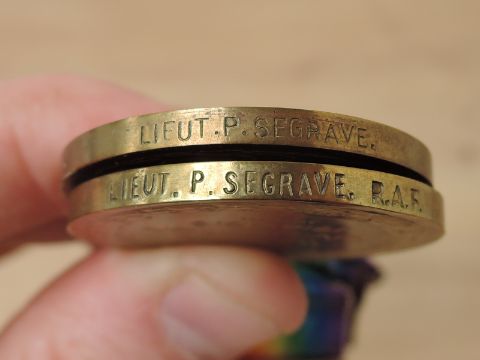 LIEUT. P. SEGRAVE.
LIEUT. P. SEGRAVE. R.A.F.